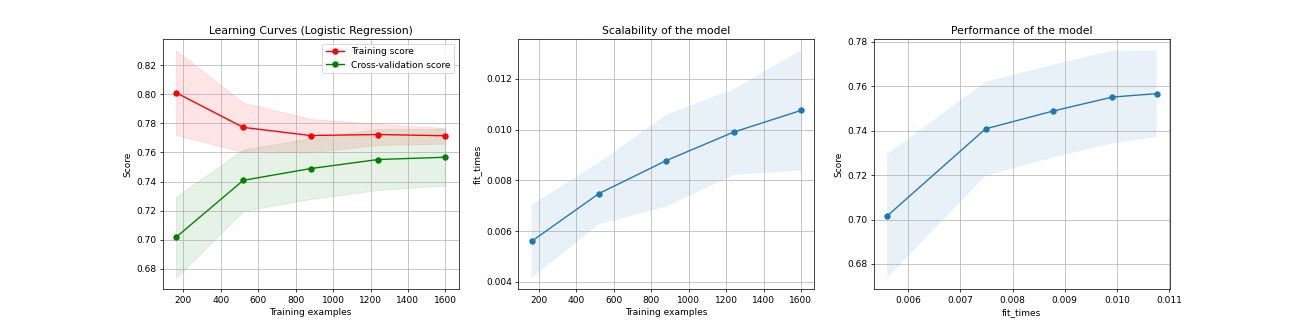 Learning Curves (Logistic Regression)
Training score
Cross-validation score
0.82
0.80
0.78
0.76
0.74
0.72
0.70
0.68
Score
200 400 600 800 1000 1200 1400 1600
Training examples
Scalability of the model
0.012
0.010
0.008
0.006
0.004
fit_times
200 400 600 800 1000 1200 1400 1600
Training examples
Performance of the model
0.78
0.76
0.74
0.72
0.70
0.68
Score
0.006 0.007 0.008 0.009 0.010 0.011
fit_times